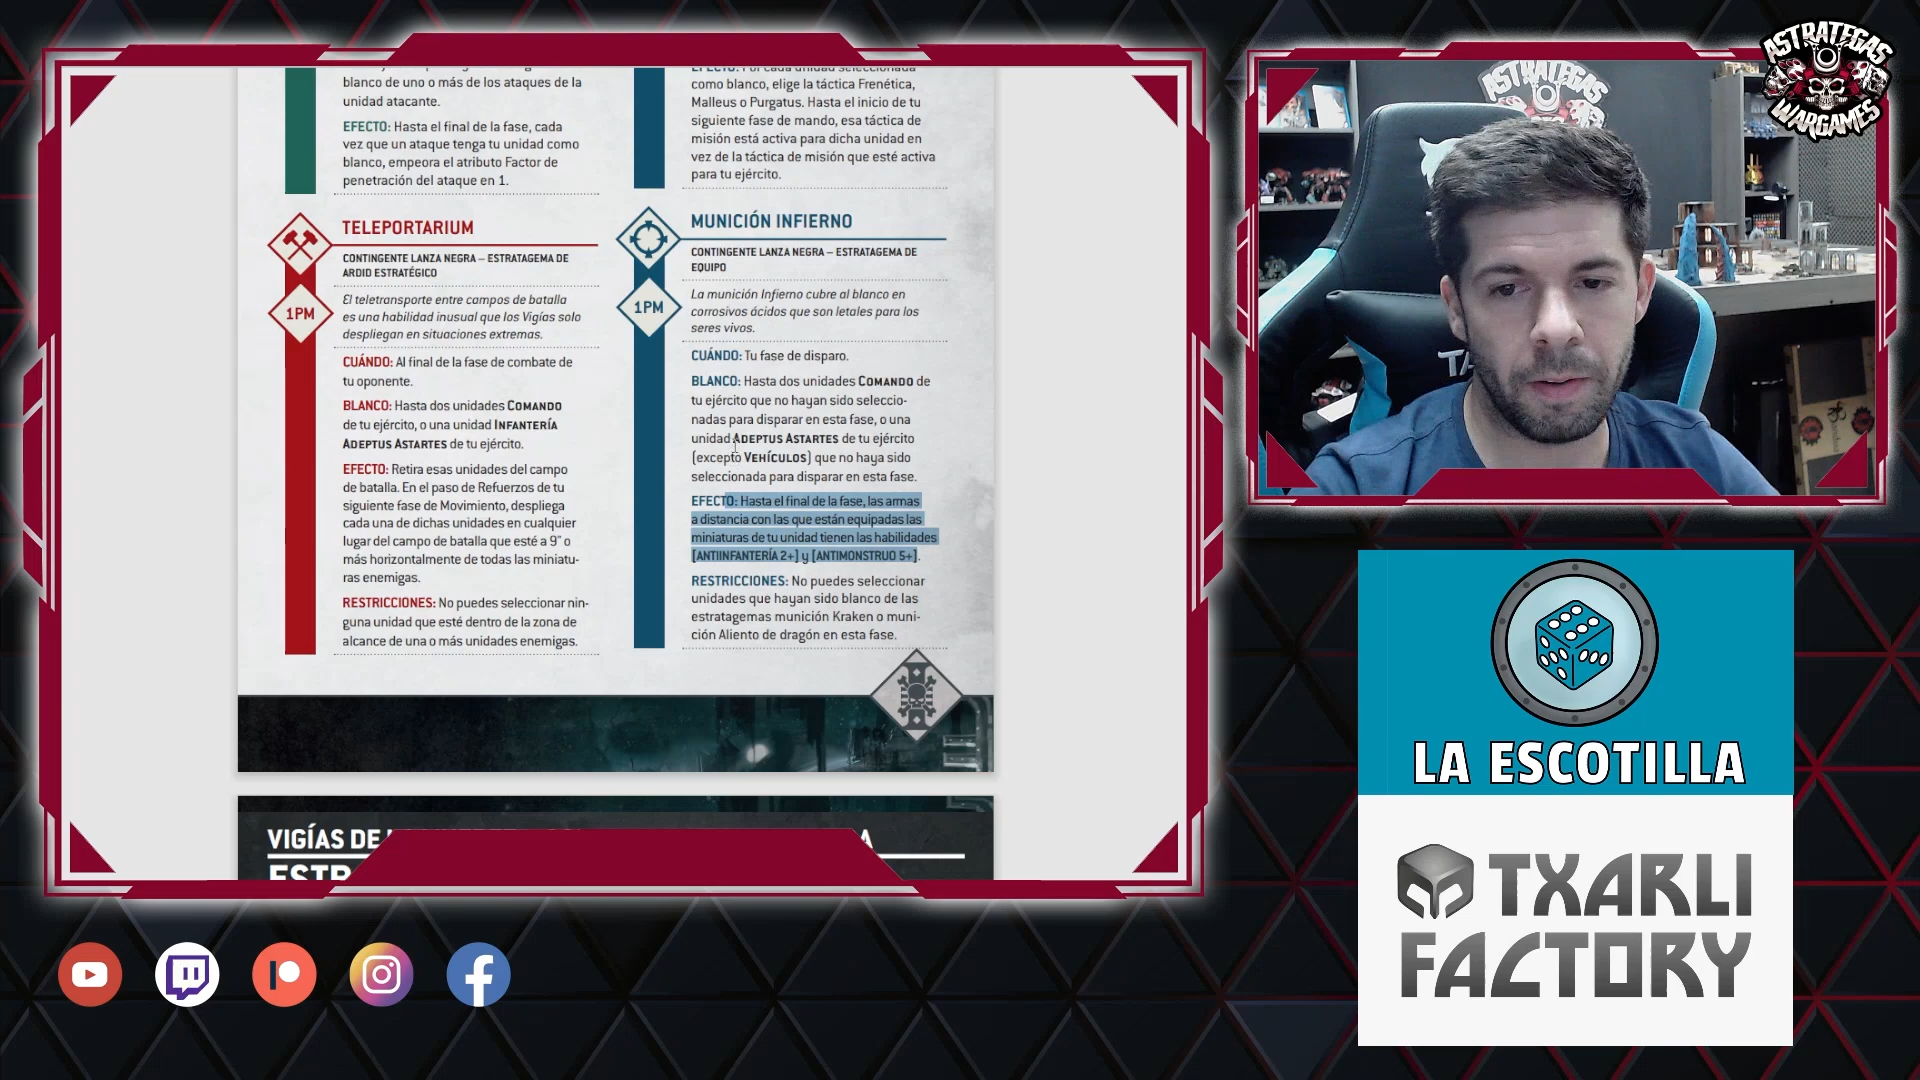 blanco de uno o más de los ataques de la
unidad atacante.
EFECTO: Hasta el final de la fase, cada
vez que un ataque tenga tu unidad como
blanco, empeora el atributo Factor de
penetración del ataque en 1.
TELEPORTARIUM
CONTINGENTE LANZA NEGRA – ESTRATAGEMA DE
ARDID ESTRATÉGICO
1PM
El teletransporte entre campos de batalla
es una habilidad inusual que los Vigías solo
despliegan en situaciones extremas.
CUÁNDO: Al final de la fase de combate de
tu oponente.
BLANCO: Hasta dos unidades COMANDO
de tu ejército, o una unidad INFANTERÍA
ADEPTUS ASTARTES de tu ejército.
EFECTO: Retira esas unidades del campo
de batalla. En el paso de Refuerzos de tu
siguiente fase de Movimiento, despliega
cada una de dichas unidades en cualquier
lugar del campo de batalla que esté a 9" o
más horizontalmente de todas las miniatu-
ras enemigas.
RESTRICCIONES: No puedes seleccionar nin-
guna unidad que esté dentro de la zona de
alcance de una o más unidades enemigas.
EFECTO: Por cada unidad seleccionada
como blanco, elige la táctica Frenética,
Malleus o Purgatus. Hasta el inicio de tu
siguiente fase de mando, esa táctica de
misión está activa para dicha unidad en
vez de la táctica de misión que esté activa
para tu ejército.
MUNICIÓN INFIERNO
CONTINGENTE LANZA NEGRA – ESTRATAGEMA DE
EQUIPO
1PM
La munición Infierno cubre al blanco en
corrosivos ácidos que son letales para los
seres vivos.
CUÁNDO: Tu fase de disparo.
BLANCO: Hasta dos unidades COMANDO de
tu ejército que no hayan sido seleccio-
nadas para disparar en esta fase, o una
unidad ADEPTUS ASTARTES de tu ejército
(excepto VEHÍCULOS) que no haya sido
seleccionada para disparar en esta fase.
EFECTO: Hasta el final de la fase, las armas
a distancia con las que están equipadas las
miniaturas de tu unidad tienen las habilidades
[ANTIINFANTERÍA 2+] y [ANTIMONSTRUO 5+].
RESTRICCIONES: No puedes seleccionar
unidades que hayan sido blanco de las
estratagemas munición Kraken o muni-
ción Aliento de dragón en esta fase.
VIGÍAS DE
ASTRATEGAS
WARGAMES
LA ESCOTILLA
TXARLI
FACTORY